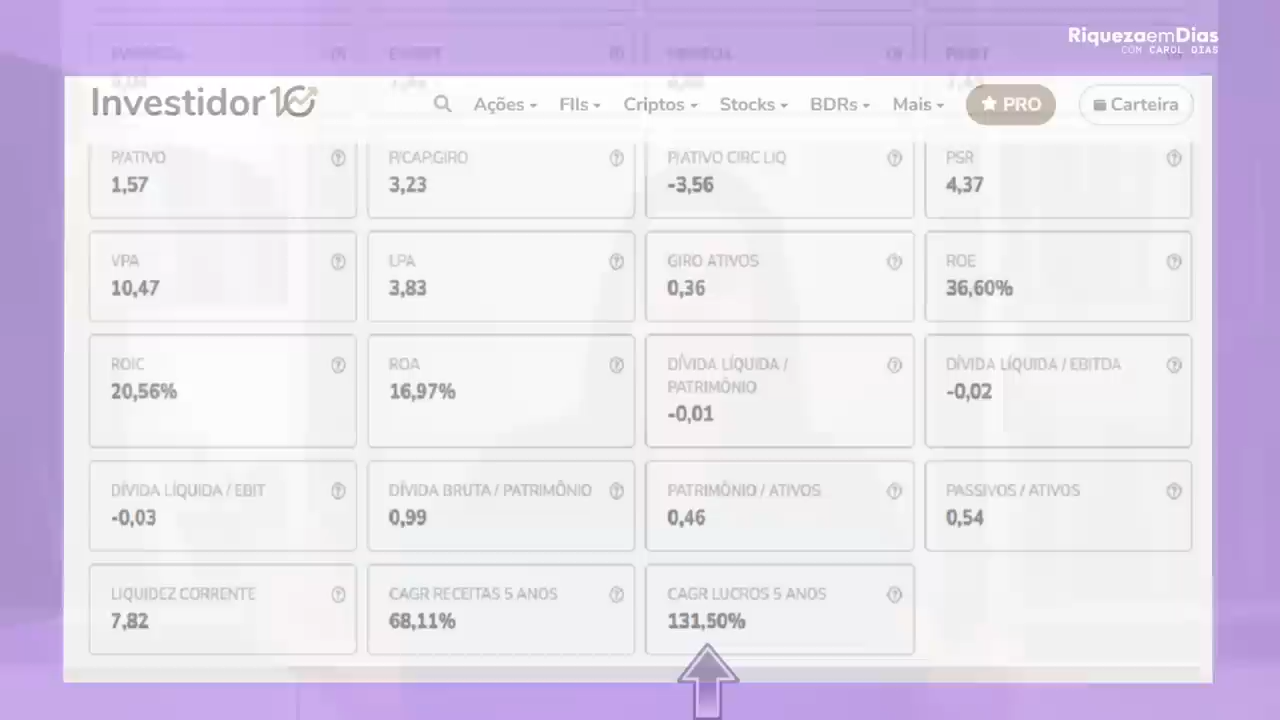 RiquezaemDias
COM CAROL DIAS
Investidor 10
Ações
FIIs
Criptos
Stocks
BDRs
Mais
PRO
Carteira
P/ATIVO
1,57
P/CAP.GIRO
3,23
P/ATIVO CIRC LIQ
-3,56
PSR
4,37
VPA
10,47
LPA
3,83
GIRO ATIVOS
0,36
ROE
36,60%
ROIC
20,56%
ROA
16,97%
DÍVIDA LÍQUIDA /
PATRIMÔNIO
-0,01
DÍVIDA LÍQUIDA / EBITDA
-0,02
DÍVIDA LÍQUIDA / EBIT
-0,03
DÍVIDA BRUTA / PATRIMÔNIO
0,99
PATRIMÔNIO / ATIVOS
0,46
PASSIVOS / ATIVOS
0,54
LIQUIDEZ CORRENTE
7,82
CAGR RECEITAS 5 ANOS
68,11%
CAGR LUCROS 5 ANOS
131,50%